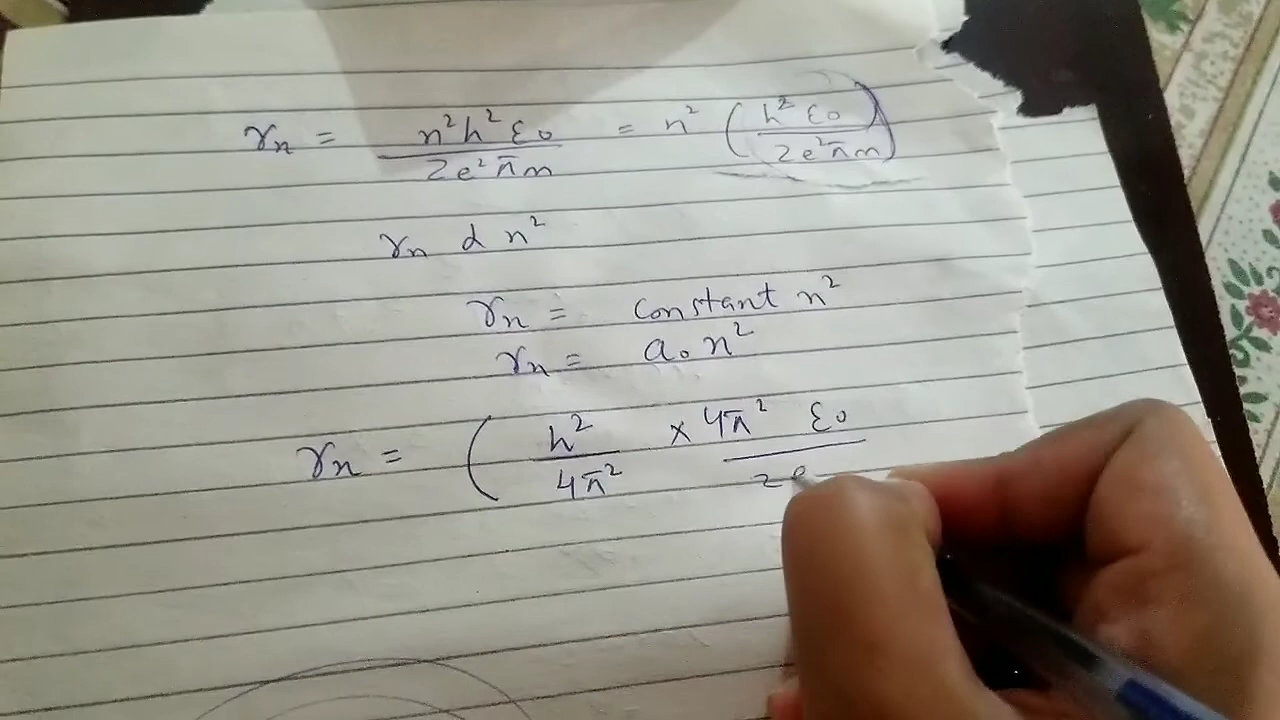 rn = n²h²ε₀ / 2e²πm = n² (h²ε₀ / 2e²πm)
rn α n²
rn = constant n²
rn = a₀ n²
rn = ( h² / 4π² × 4π² ε₀ / 2e